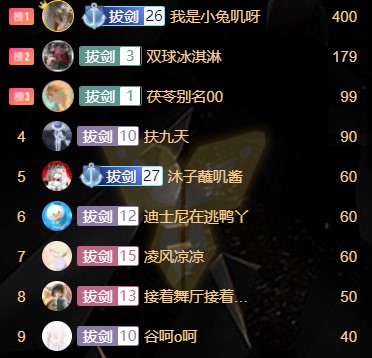 榜1 拔剑 26 我是小兔叽呀 400
榜2 拔剑 3 双球冰淇淋 179
榜3 拔剑 1 茯苓别名00 99
4 拔剑 10 扶九天 90
5 拔剑 27 沐子蘸叽酱 60
6 拔剑 12 迪士尼在逃鸭丫 60
7 拔剑 15 凌风凉凉 60
8 拔剑 13 接着舞厅接着... 50
9 拔剑 10 谷呵o呵 40